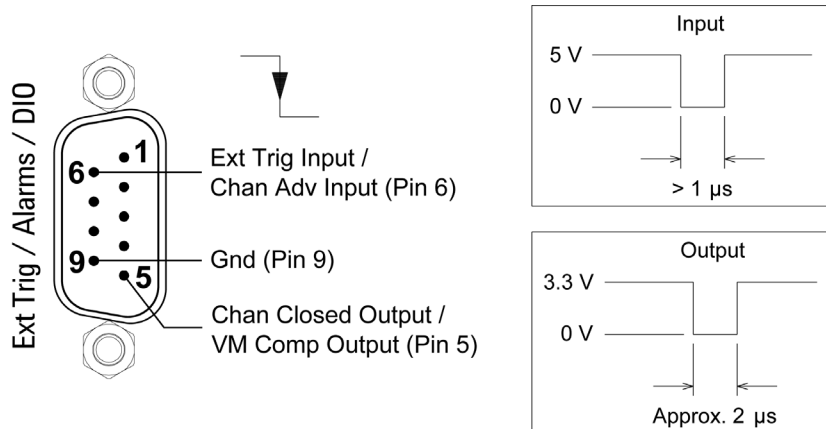 Ext Trig / Alarms / DIO
1
6
9
5
Ext Trig Input /
Chan Adv Input (Pin 6)
Gnd (Pin 9)
Chan Closed Output /
VM Comp Output (Pin 5)
Input
5 V
0 V
> 1 μs
Output
3.3 V
0 V
Approx. 2 μs